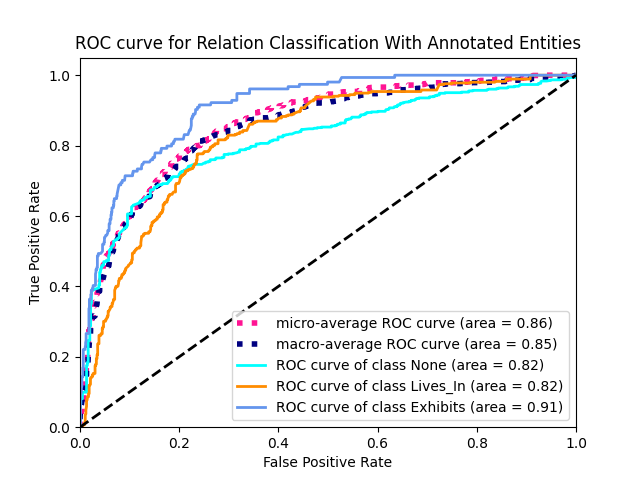 ROC curve for Relation Classification With Annotated Entities
True Positive Rate
1.0
0.8
0.6
0.4
0.2
0.0
micro-average ROC curve (area = 0.86)
macro-average ROC curve (area = 0.85)
ROC curve of class None (area = 0.82)
ROC curve of class Lives_In (area = 0.82)
ROC curve of class Exhibits (area = 0.91)
0.0 0.2 0.4 0.6 0.8 1.0
False Positive Rate